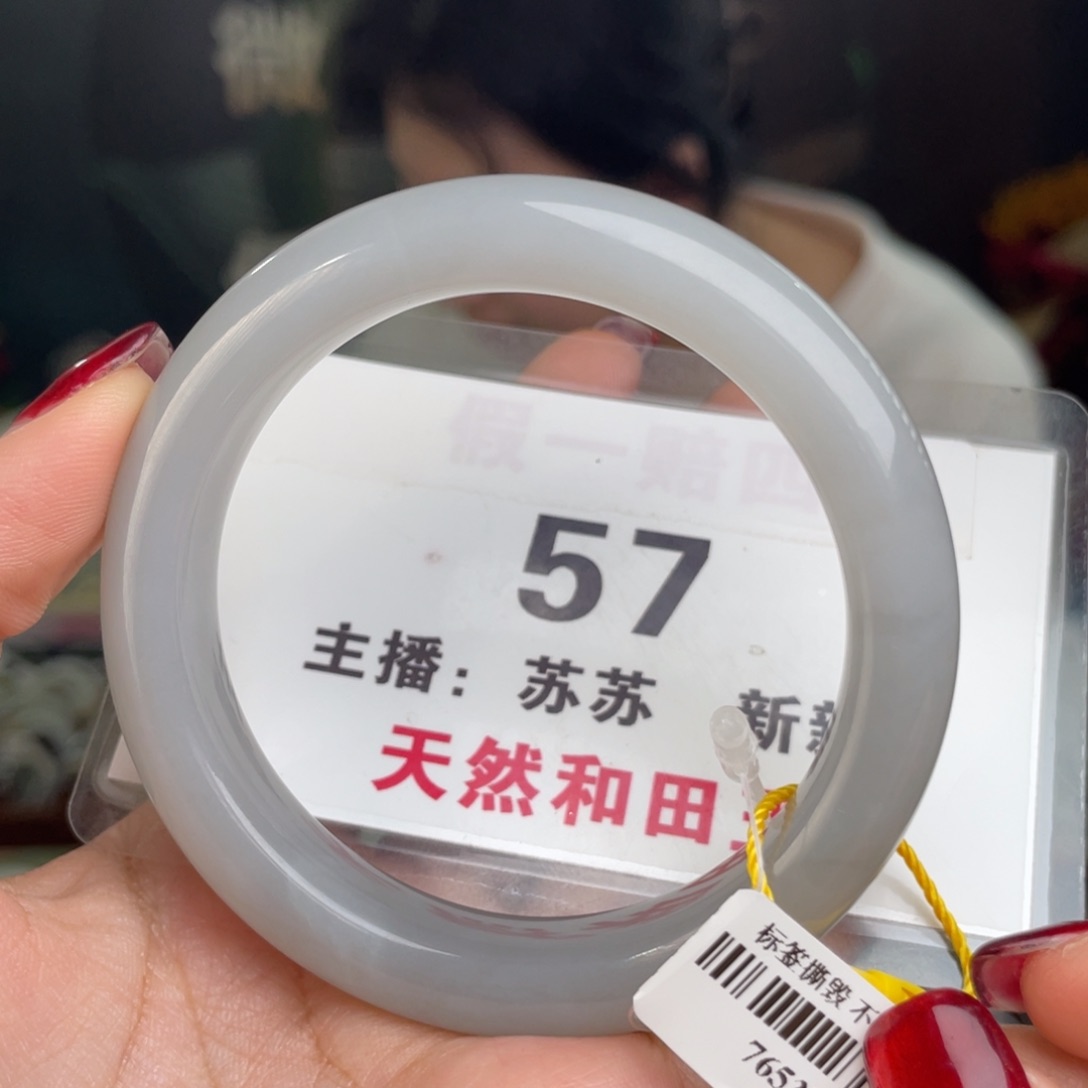 假一赔四
57
主播： 苏苏 新
天然和田
标签撕毁 不
765